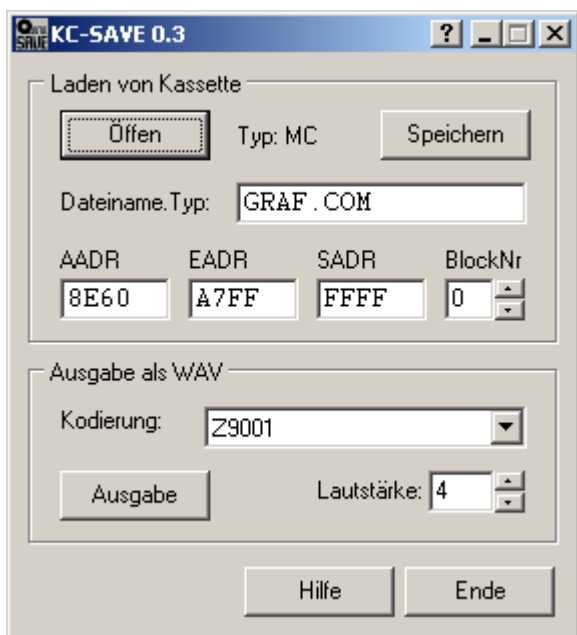 KC-SAVE 0.3
Laden von Kassette
Öffen Typ: MC Speichern
Dateiname.Typ: GRAF.COM
AADR EADR SADR BlockNr
8E60 A7FF FFFF 0
Ausgabe als WAV
Kodierung: Z9001
Ausgabe Lautstärke: 4
Hilfe Ende